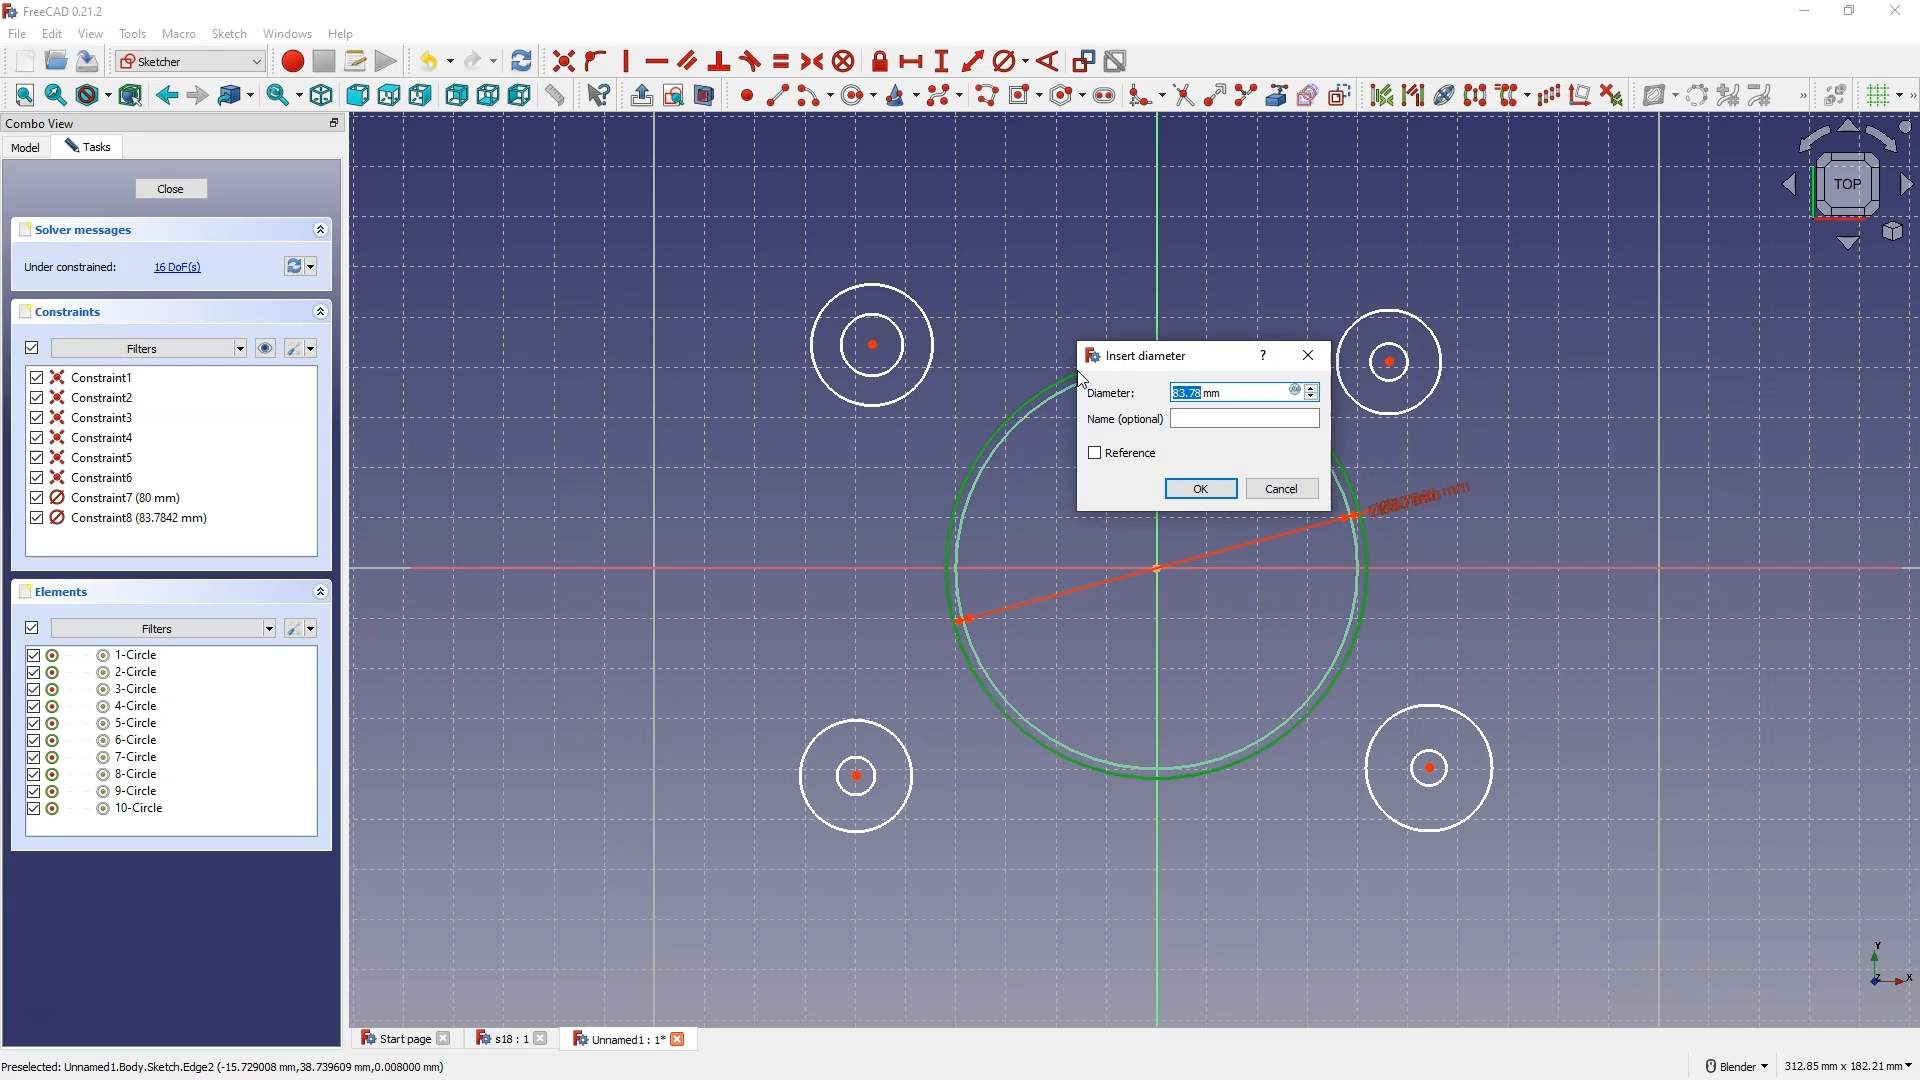 FreeCAD 0.21.2
File Edit View Tools Macro Sketch Windows Help
Sketcher
Combo View
Model Tasks
Close
Solver messages
Under constrained: 16 DoF(s)
Constraints
Filters
Constraint1
Constraint2
Constraint3
Constraint4
Constraint5
Constraint6
Constraint7 (80 mm)
Constraint8 (83.7842 mm)
Elements
Filters
1-Circle
2-Circle
3-Circle
4-Circle
5-Circle
6-Circle
7-Circle
8-Circle
9-Circle
10-Circle
TOP
Insert diameter ?
Diameter: 83.78 mm
Name (optional)
Reference
OK Cancel
mm
Y
Z X
Start page s18 : 1 Unnamed1 : 1*
Preselected: Unnamed1.Body.Sketch.Edge2 (-15.729008 mm,38.739609 mm,0.008000 mm)
Blender 312.85 mm x 182.21 mm